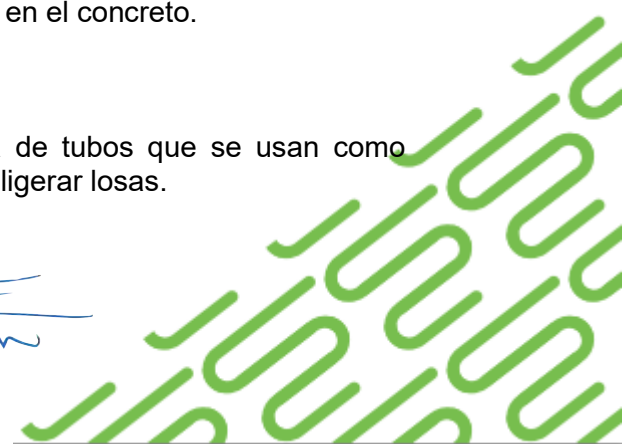 en el concreto.
de tubos que se usan como
ligerar losas.